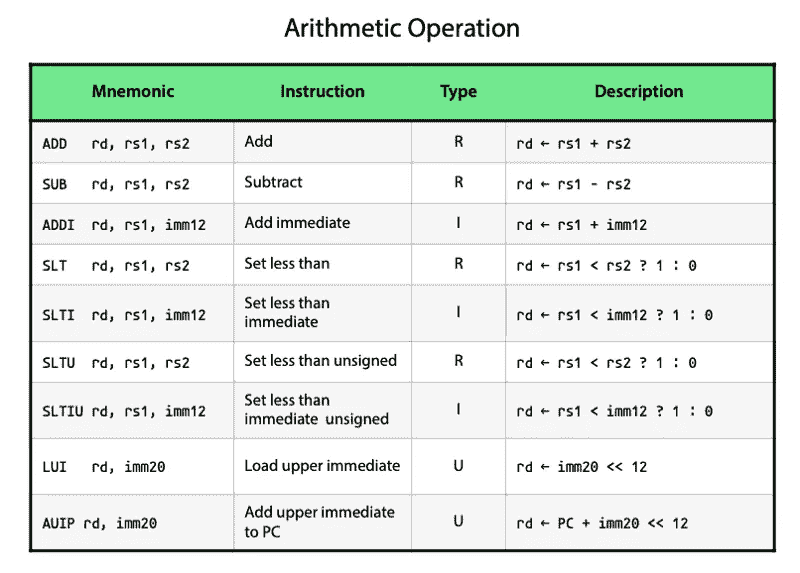 Arithmetic Operation
Mnemonic Instruction Type Description
ADD rd, rs1, rs2 Add R rd ← rs1 + rs2
SUB rd, rs1, rs2 Subtract R rd ← rs1 - rs2
ADDI rd, rs1, imm12 Add immediate I rd ← rs1 + imm12
SLT rd, rs1, rs2 Set less than R rd ← rs1 < rs2 ? 1 : 0
SLTI rd, rs1, imm12 Set less than immediate I rd ← rs1 < imm12 ? 1 : 0
SLTU rd, rs1, rs2 Set less than unsigned R rd ← rs1 < rs2 ? 1 : 0
SLTIU rd, rs1, imm12 Set less than immediate unsigned I rd ← rs1 < imm12 ? 1 : 0
LUI rd, imm20 Load upper immediate U rd ← imm20 << 12
AUIP rd, imm20 Add upper immediate to PC U rd ← PC + imm20 << 12